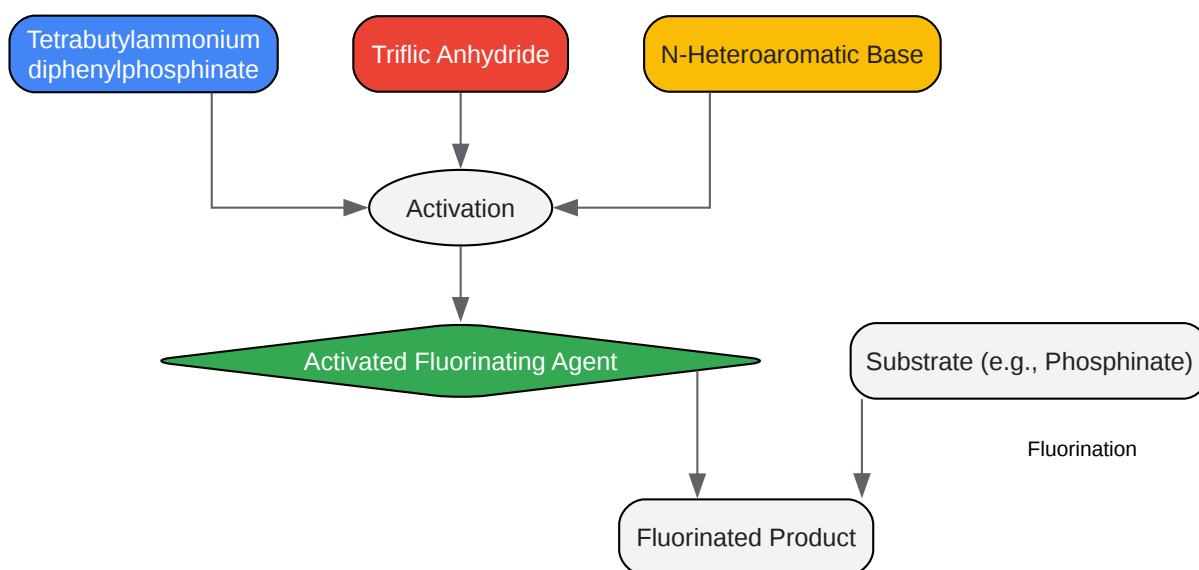 Tetrabutylammonium
diphenylphosphinate
Triflic Anhydride
N-Heteroaromatic Base
Activation
Activated Fluorinating Agent
Substrate (e.g., Phosphinate)
Fluorination
Fluorinated Product